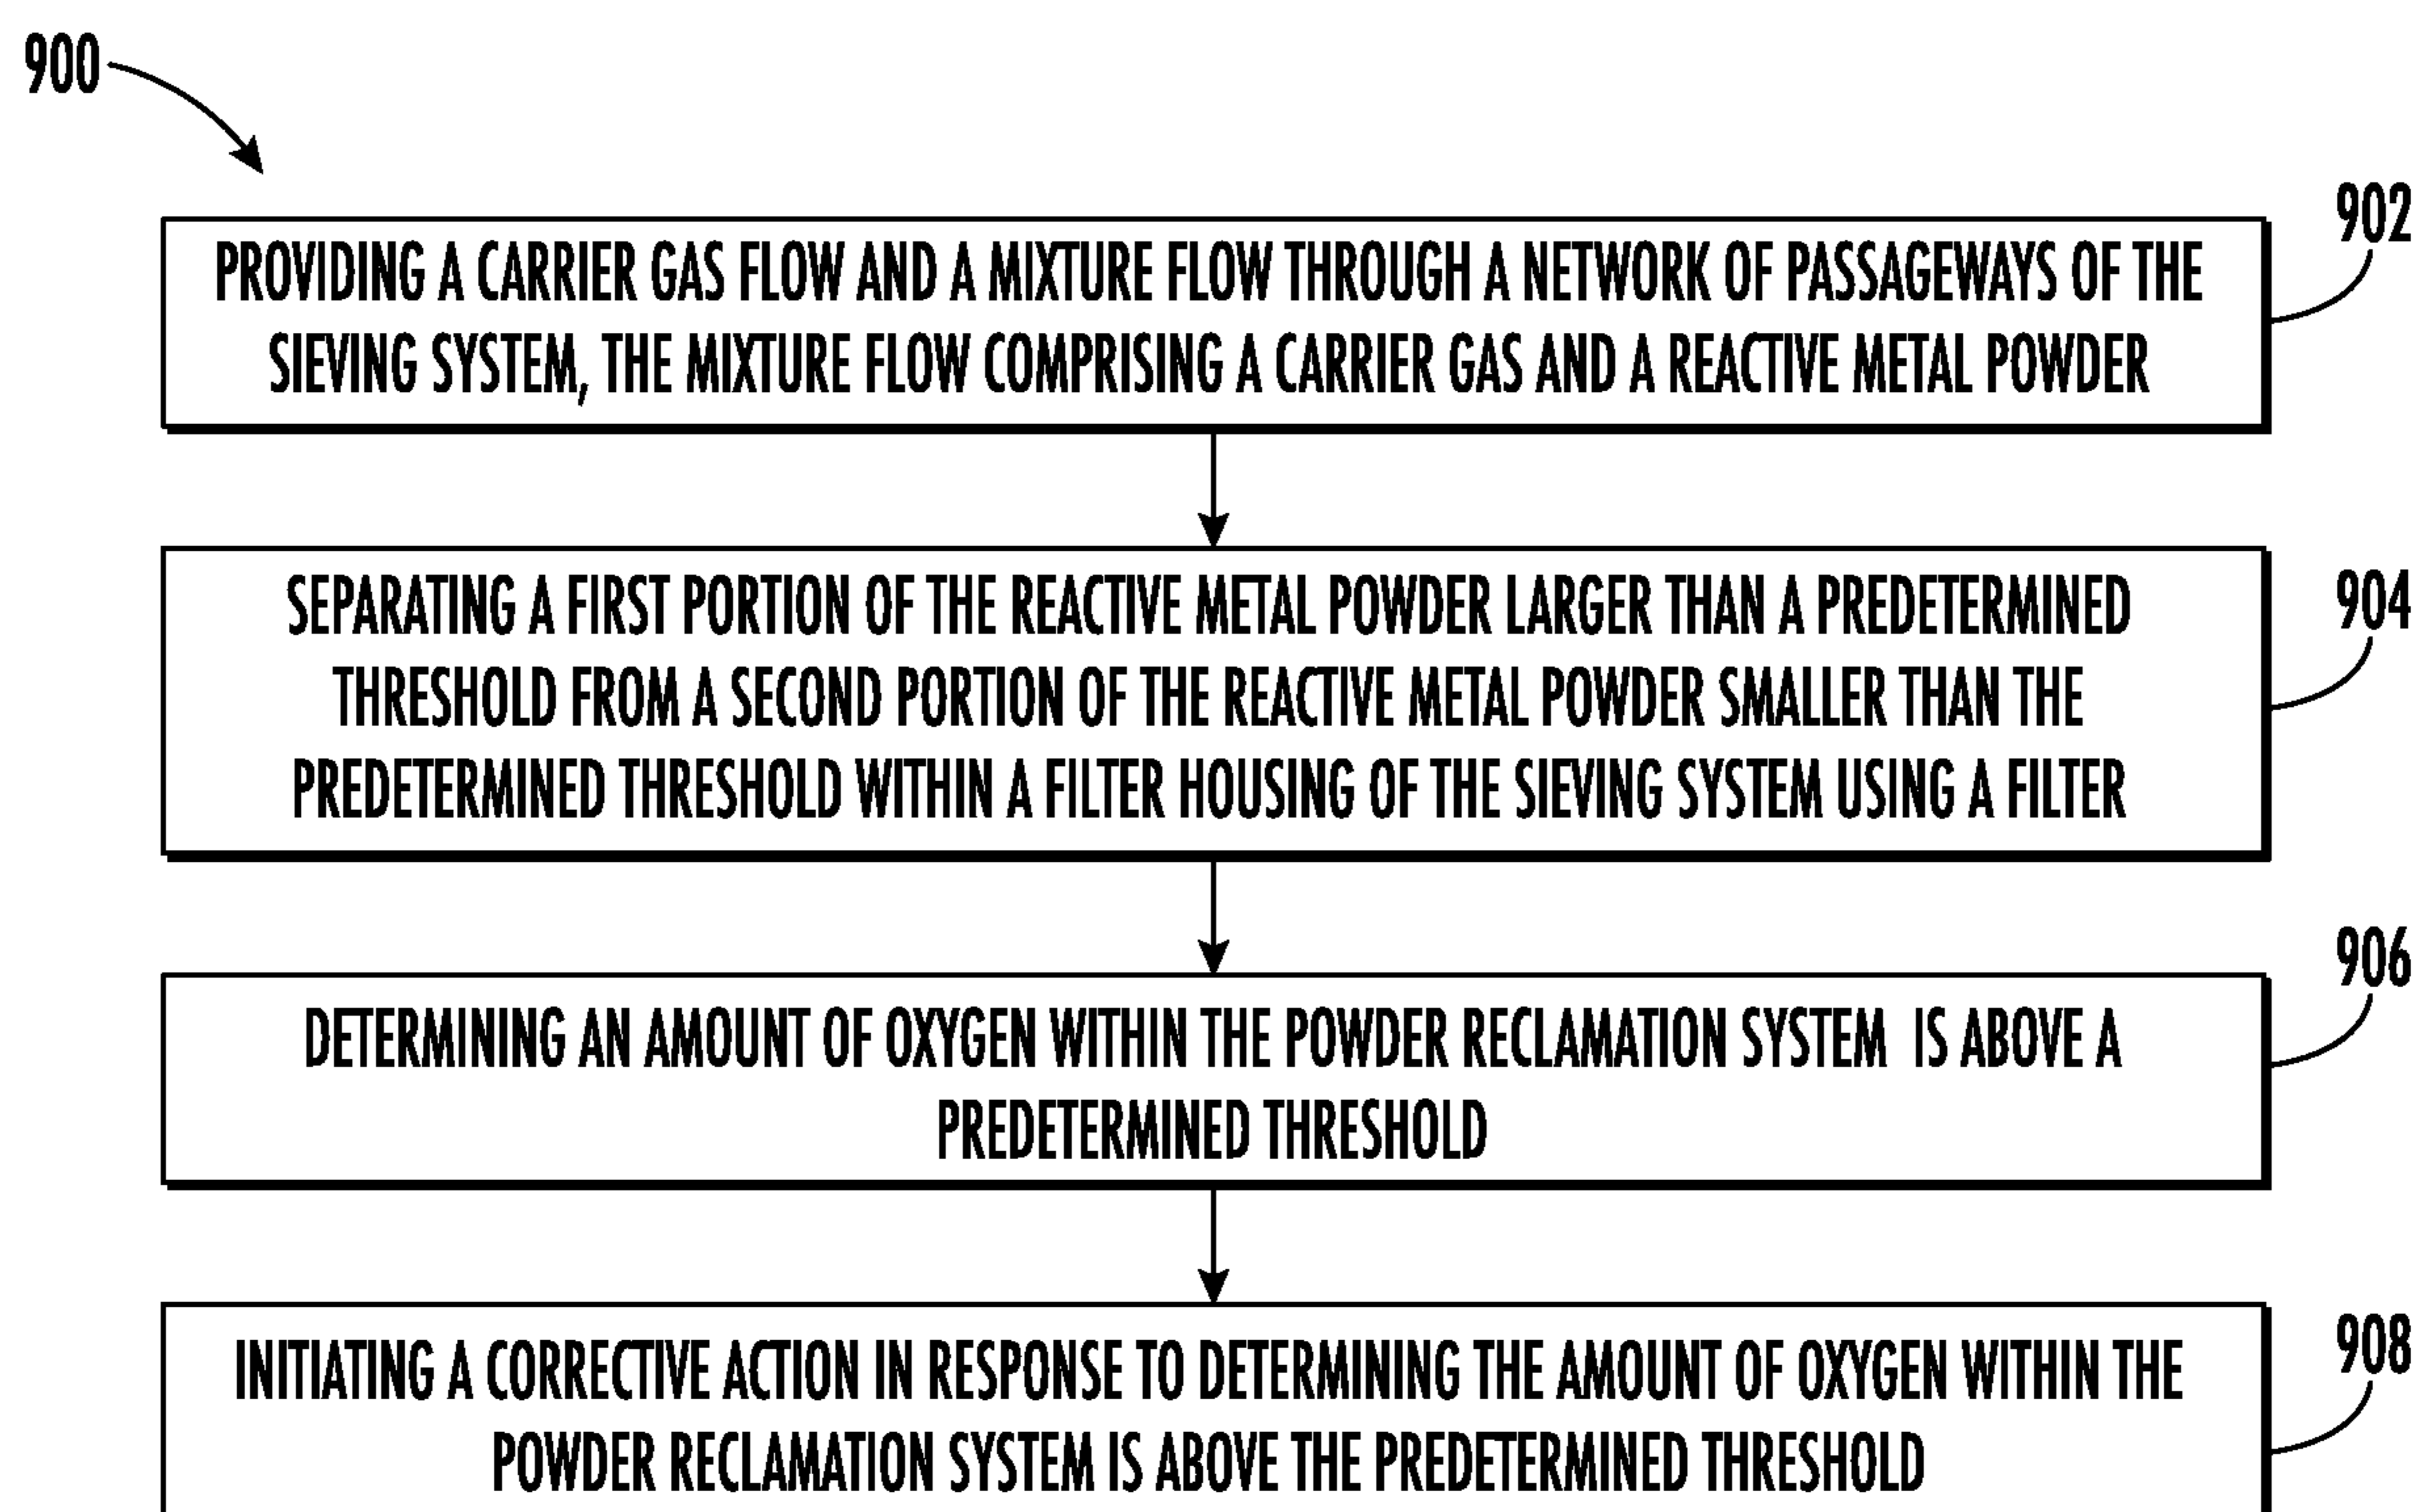 900
902
PROVIDING A CARRIER GAS FLOW AND A MIXTURE FLOW THROUGH A NETWORK OF PASSAGEWAYS OF THE
SIEVING SYSTEM, THE MIXTURE FLOW COMPRISING A CARRIER GAS AND A REACTIVE METAL POWDER
904
SEPARATING A FIRST PORTION OF THE REACTIVE METAL POWDER LARGER THAN A PREDETERMINED
THRESHOLD FROM A SECOND PORTION OF THE REACTIVE METAL POWDER SMALLER THAN THE
PREDETERMINED THRESHOLD WITHIN A FILTER HOUSING OF THE SIEVING SYSTEM USING A FILTER
906
DETERMINING AN AMOUNT OF OXYGEN WITHIN THE POWDER RECLAMATION SYSTEM IS ABOVE A
PREDETERMINED THRESHOLD
908
INITIATING A CORRECTIVE ACTION IN RESPONSE TO DETERMINING THE AMOUNT OF OXYGEN WITHIN THE
POWDER RECLAMATION SYSTEM IS ABOVE THE PREDETERMINED THRESHOLD